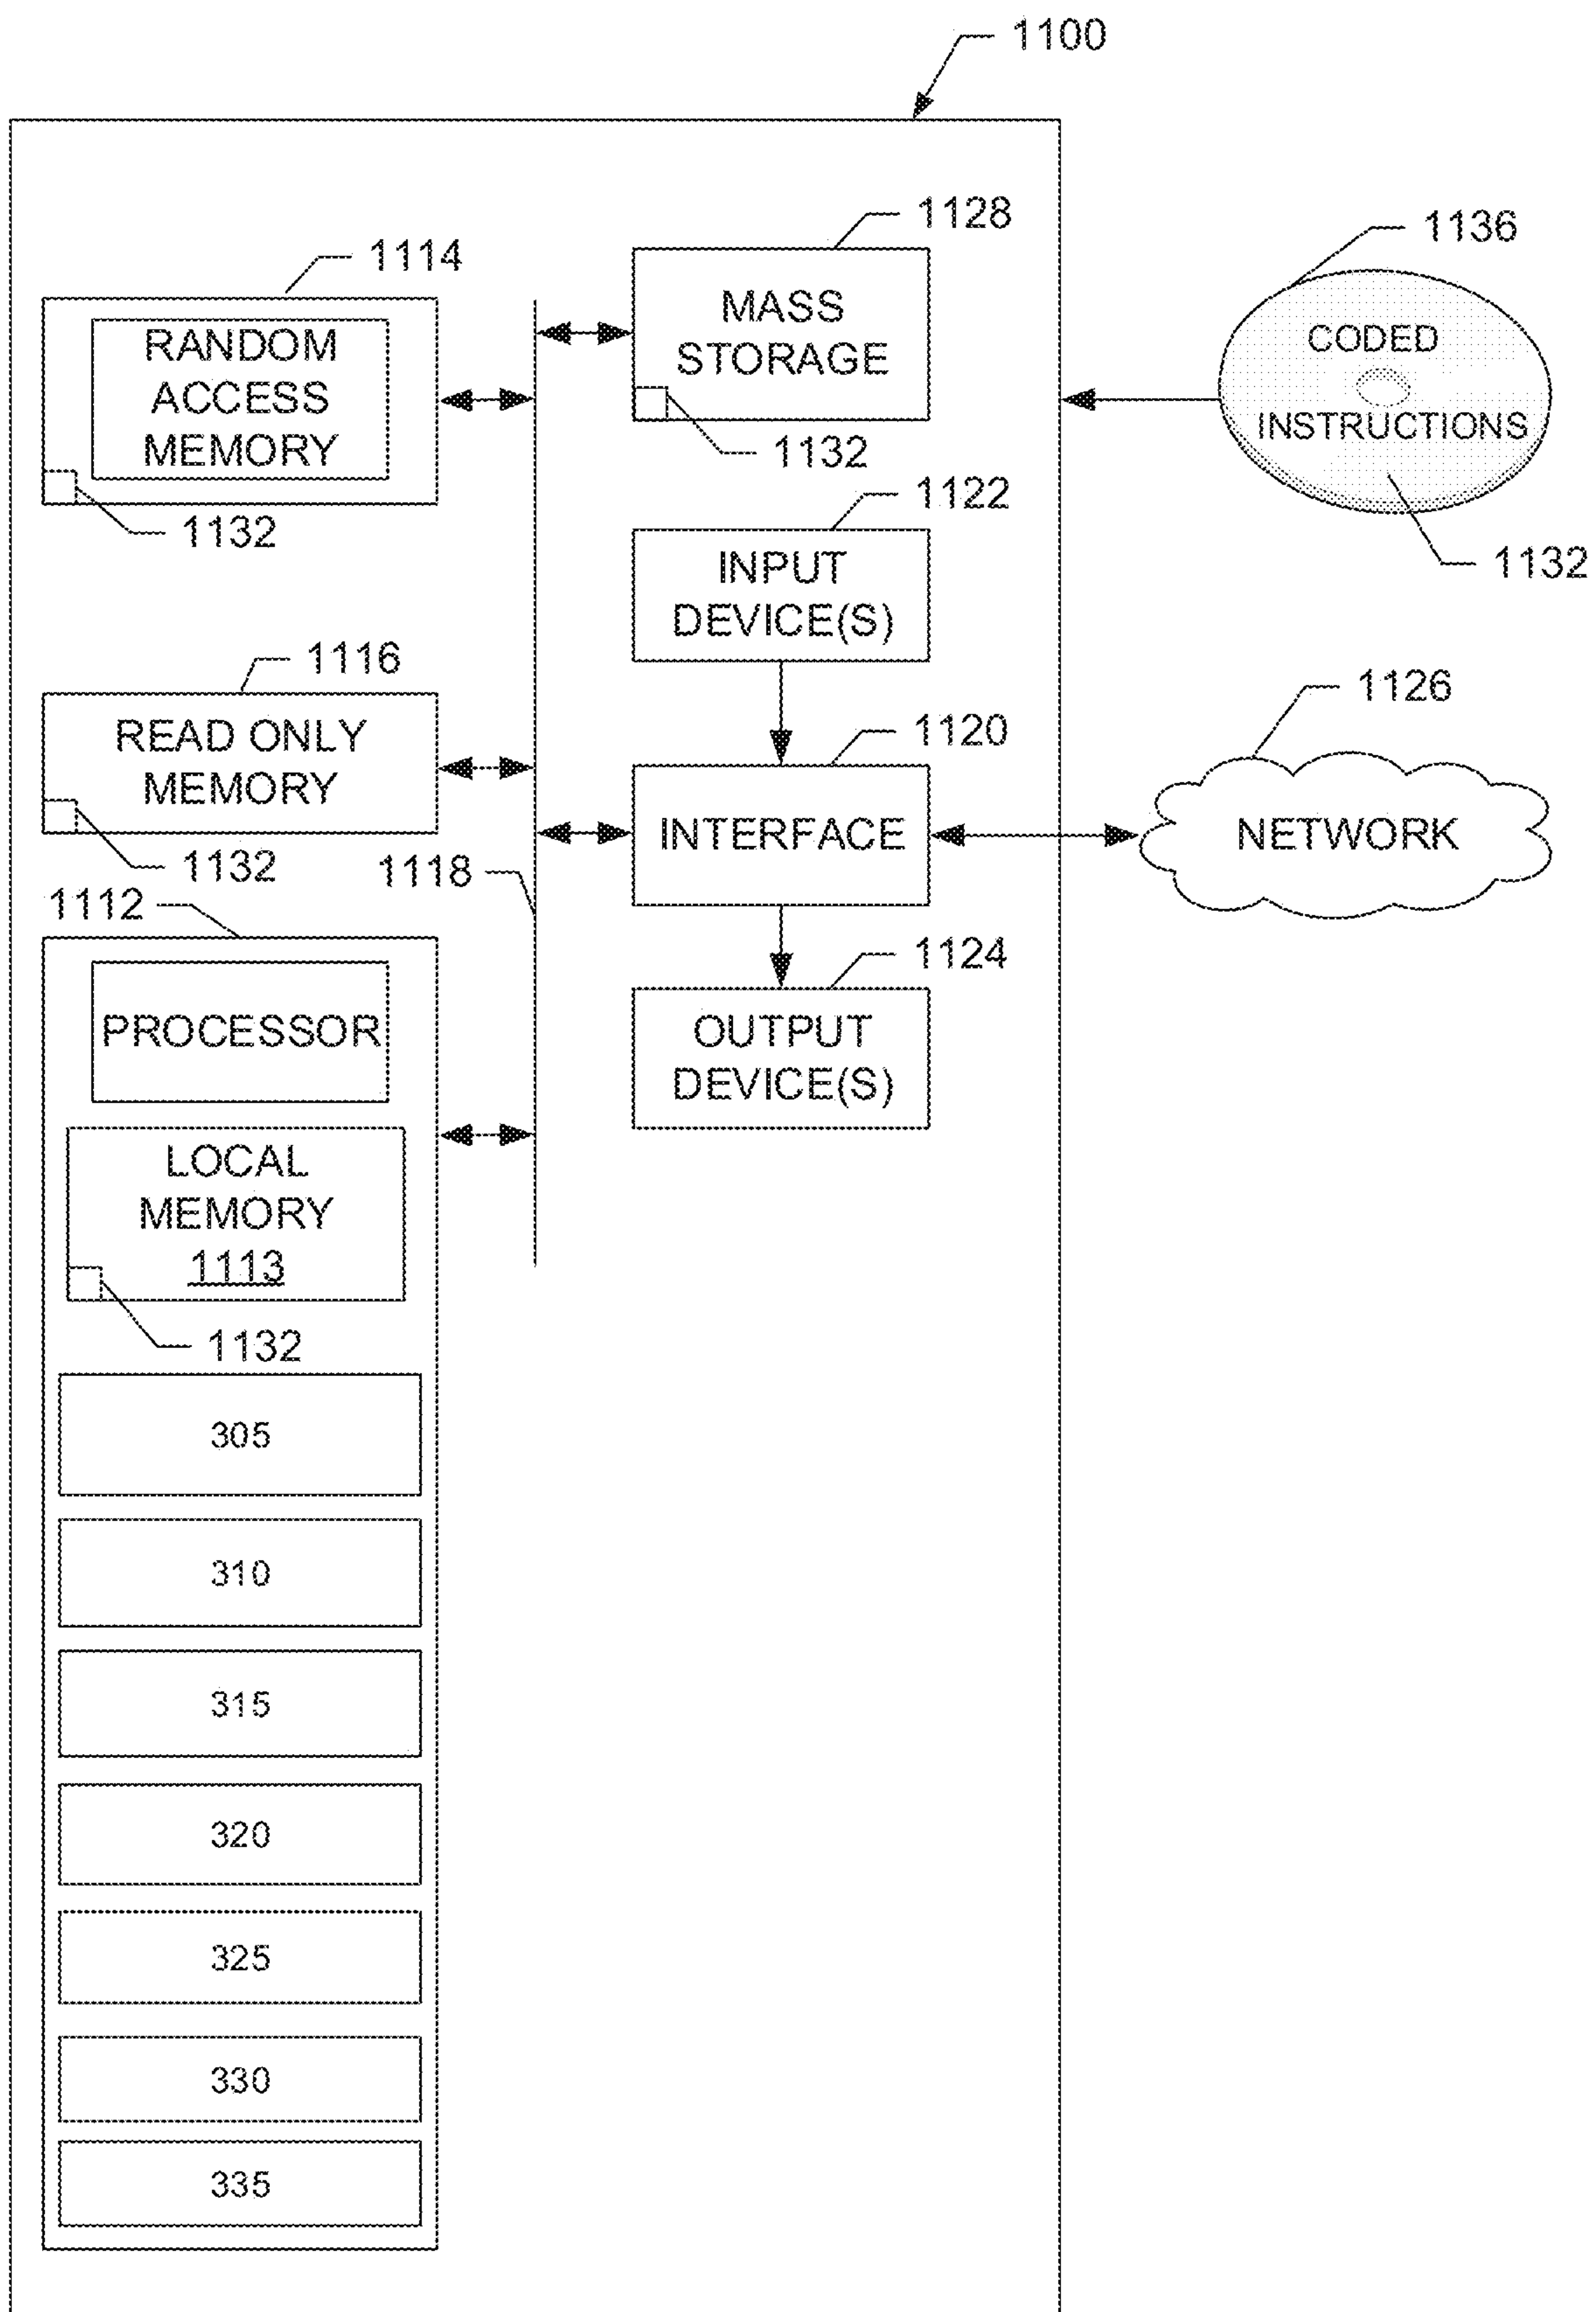 1100
1128
1136
1114
MASS
STORAGE
CODED
INSTRUCTIONS
RANDOM
ACCESS
MEMORY
1132
1132
1122
1132
INPUT
DEVICE(S)
1116
1126
READ ONLY
MEMORY
1120
INTERFACE
NETWORK
1132
1118
1112
1124
PROCESSOR
OUTPUT
DEVICE(S)
LOCAL
MEMORY
1113
1132
305
310
315
320
325
330
335